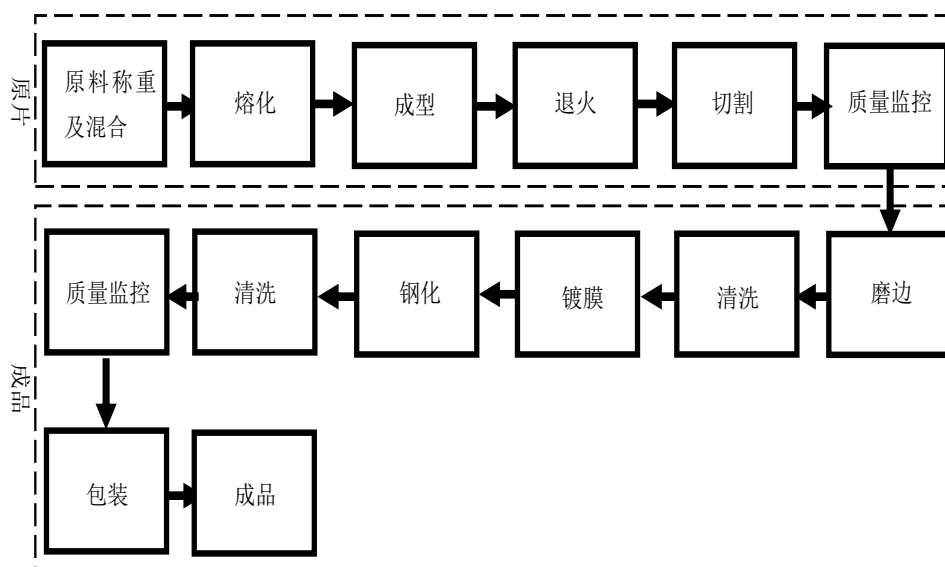 原片
原料称重
及混合
熔化
成型
退火
切割
质量监控
成品
质量监控
清洗
钢化
镀膜
清洗
磨边
包装
成品